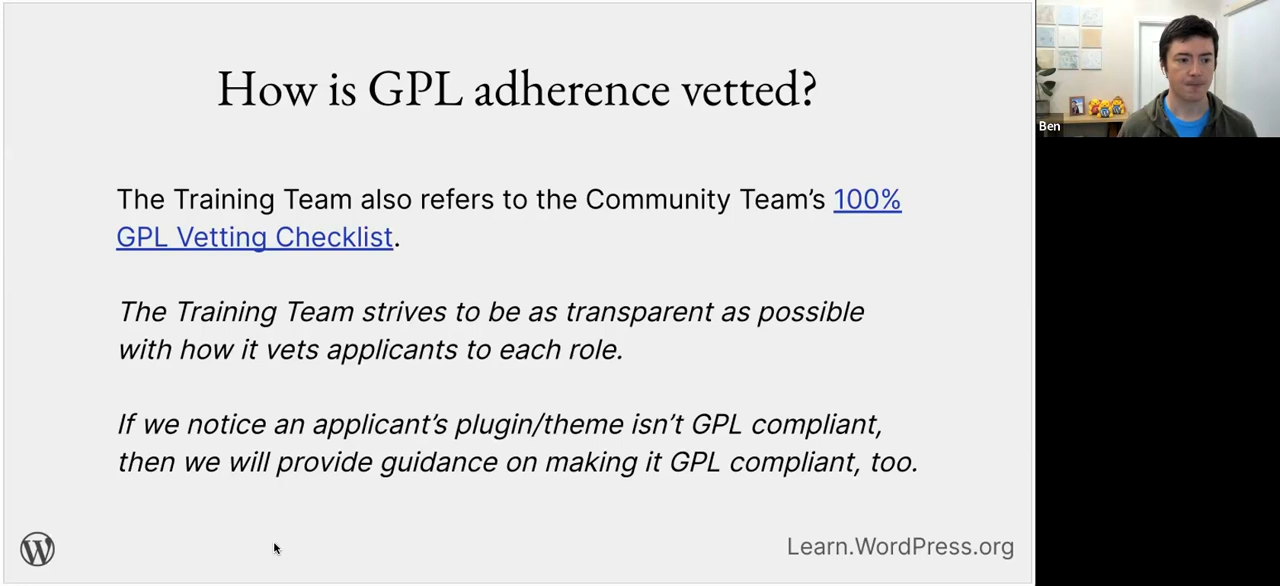 How is GPL adherence vetted?
The Training Team also refers to the Community Team’s 100%
GPL Vetting Checklist.
The Training Team strives to be as transparent as possible
with how it vets applicants to each role.
If we notice an applicant’s plugin/theme isn’t GPL compliant,
then we will provide guidance on making it GPL compliant, too.
Learn.WordPress.org
Ben